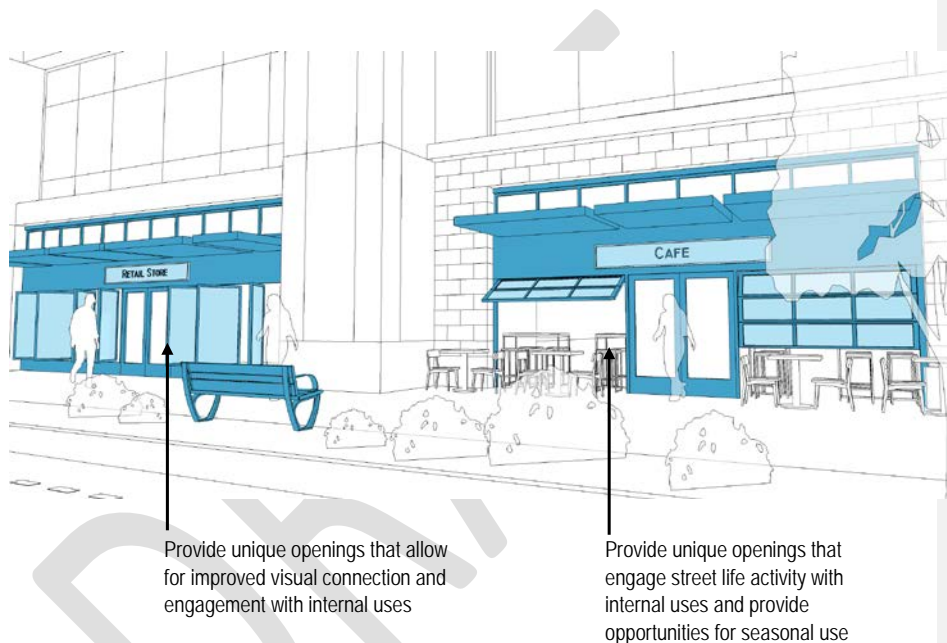 RETAIL STORE
CAFE
Provide unique openings that allow
for improved visual connection and
engagement with internal uses
Provide unique openings that
engage street life activity with
internal uses and provide
opportunities for seasonal use